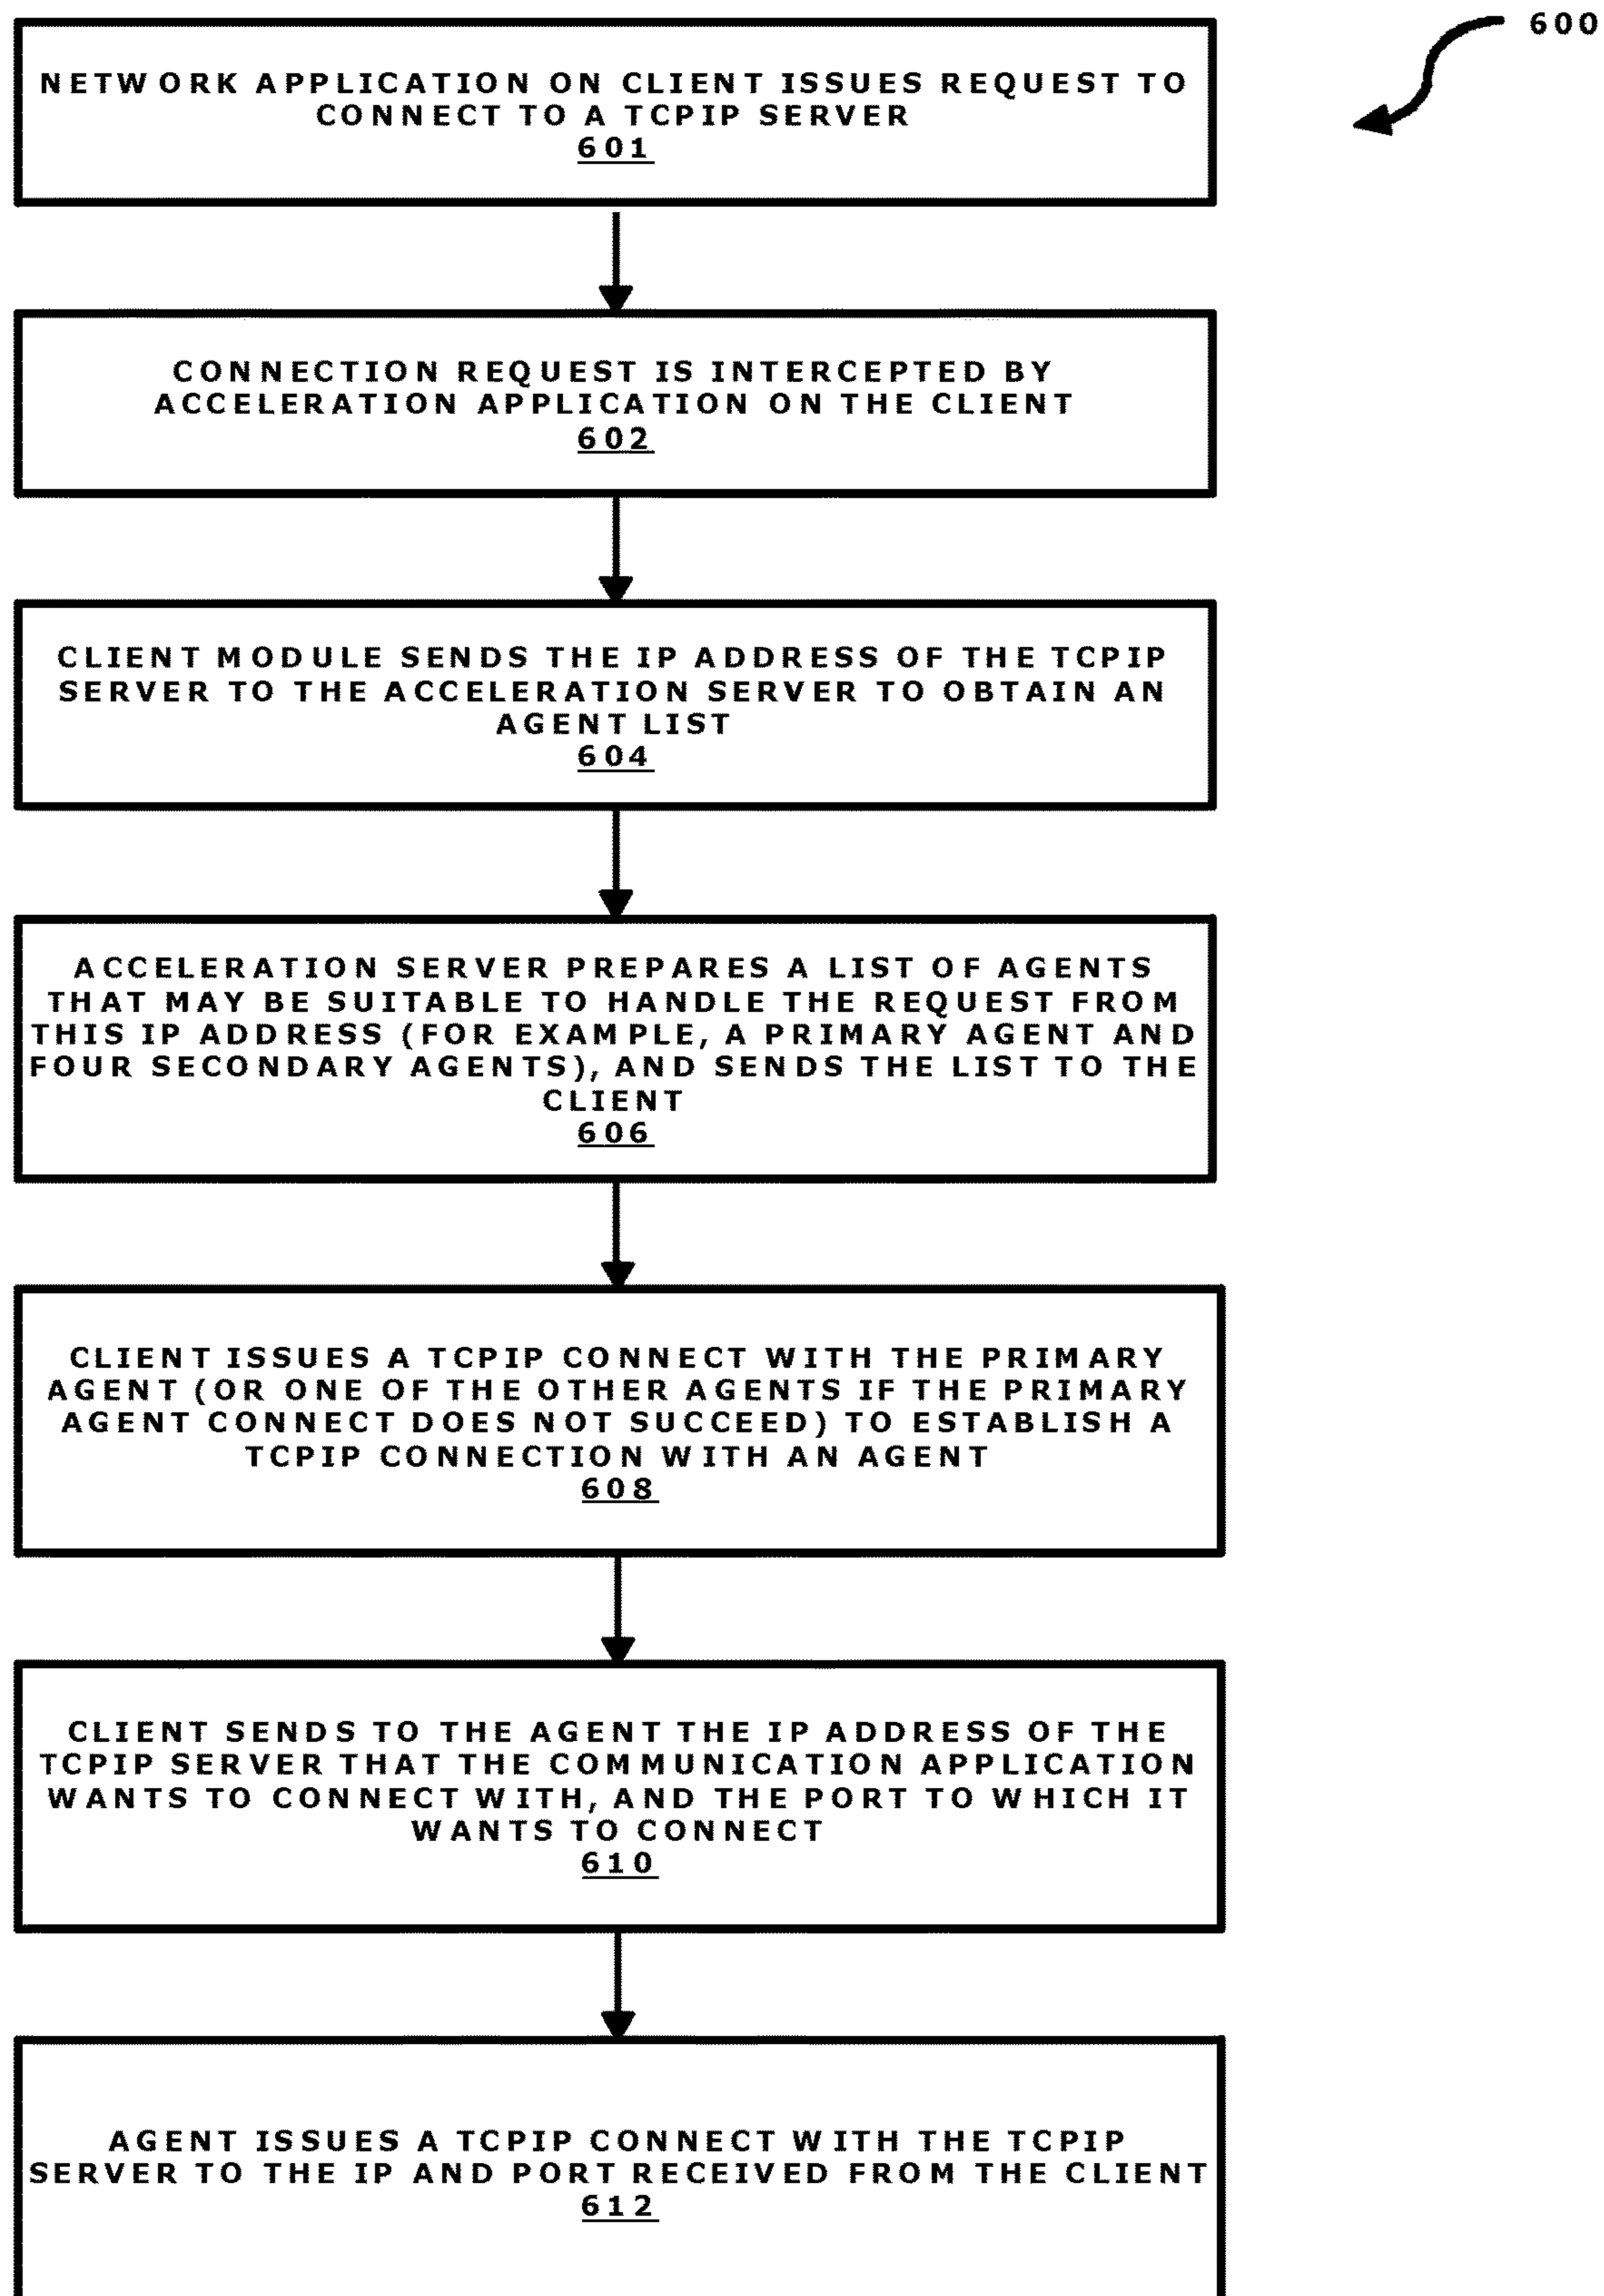 600
NETWORK APPLICATION ON CLIENT ISSUES REQUEST TO
CONNECT TO A TCPIP SERVER
601
CONNECTION REQUEST IS INTERCEPTED BY
ACCELERATION APPLICATION ON THE CLIENT
602
CLIENT MODULE SENDS THE IP ADDRESS OF THE TCPIP
SERVER TO THE ACCELERATION SERVER TO OBTAIN AN
AGENT LIST
604
ACCELERATION SERVER PREPARES A LIST OF AGENTS
THAT MAY BE SUITABLE TO HANDLE THE REQUEST FROM
THIS IP ADDRESS (FOR EXAMPLE, A PRIMARY AGENT AND
FOUR SECONDARY AGENTS), AND SENDS THE LIST TO THE
CLIENT
606
CLIENT ISSUES A TCPIP CONNECT WITH THE PRIMARY
AGENT (OR ONE OF THE OTHER AGENTS IF THE PRIMARY
AGENT CONNECT DOES NOT SUCCEED) TO ESTABLISH A
TCPIP CONNECTION WITH AN AGENT
608
CLIENT SENDS TO THE AGENT THE IP ADDRESS OF THE
TCPIP SERVER THAT THE COMMUNICATION APPLICATION
WANTS TO CONNECT WITH, AND THE PORT TO WHICH IT
WANTS TO CONNECT
610
AGENT ISSUES A TCPIP CONNECT WITH THE TCPIP
SERVER TO THE IP AND PORT RECEIVED FROM THE CLIENT
612